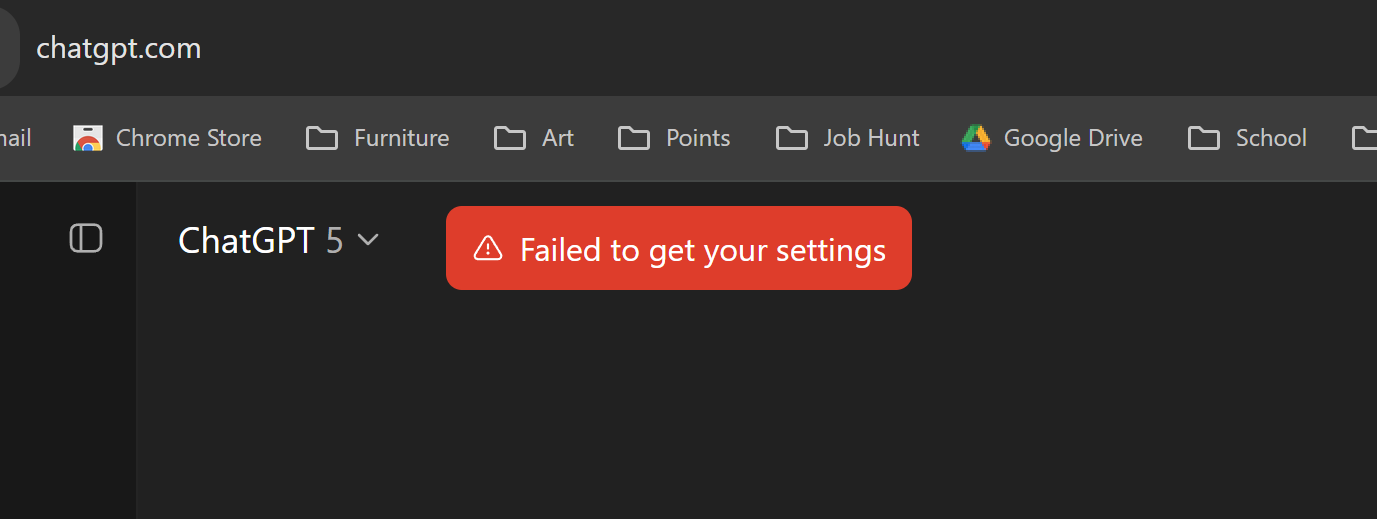 chatgpt.com
Chrome Store Furniture Art Points Job Hunt Google Drive School
ChatGPT 5 Failed to get your settings